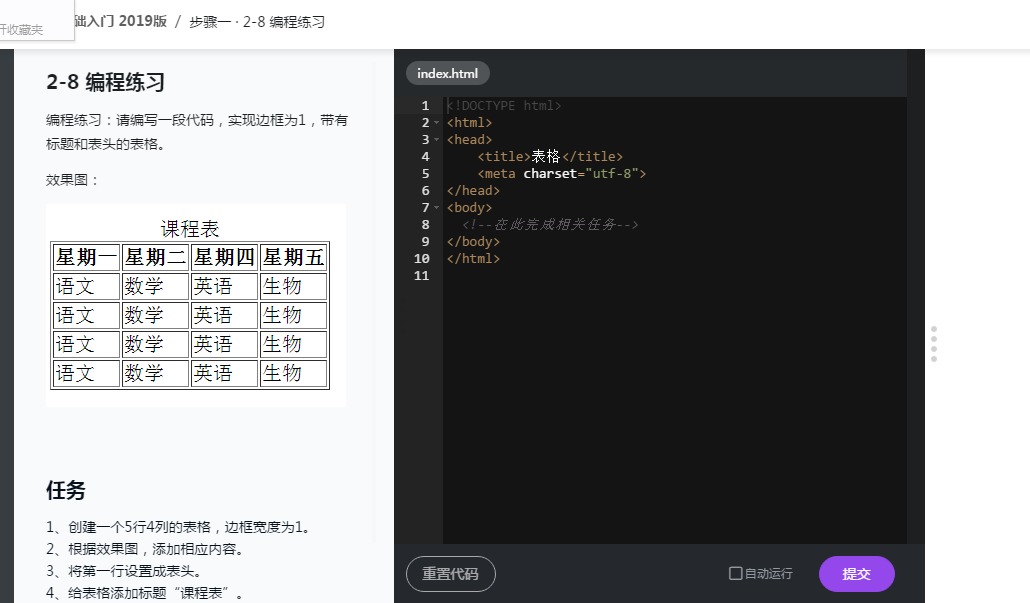 开收藏夹
础入门 2019版 / 步骤一 · 2-8 编程练习
2-8 编程练习
编程练习：请编写一段代码，实现边框为1，带有
标题和表头的表格。
效果图：
课程表
星期一 星期二 星期四 星期五
语文 数学 英语 生物
语文 数学 英语 生物
语文 数学 英语 生物
语文 数学 英语 生物
任务
1、创建一个5行4列的表格，边框宽度为1。
2、根据效果图，添加相应内容。
3、将第一行设置成表头。
4、给表格添加标题“课程表”。
index.html
1 <!DOCTYPE html>
2 <html>
3 <head>
4 <title>表格</title>
5 <meta charset="utf-8">
6 </head>
7 <body>
8 <!--在此完成相关任务-->
9 </body>
10 </html>
11
重置代码 自动运行 提交